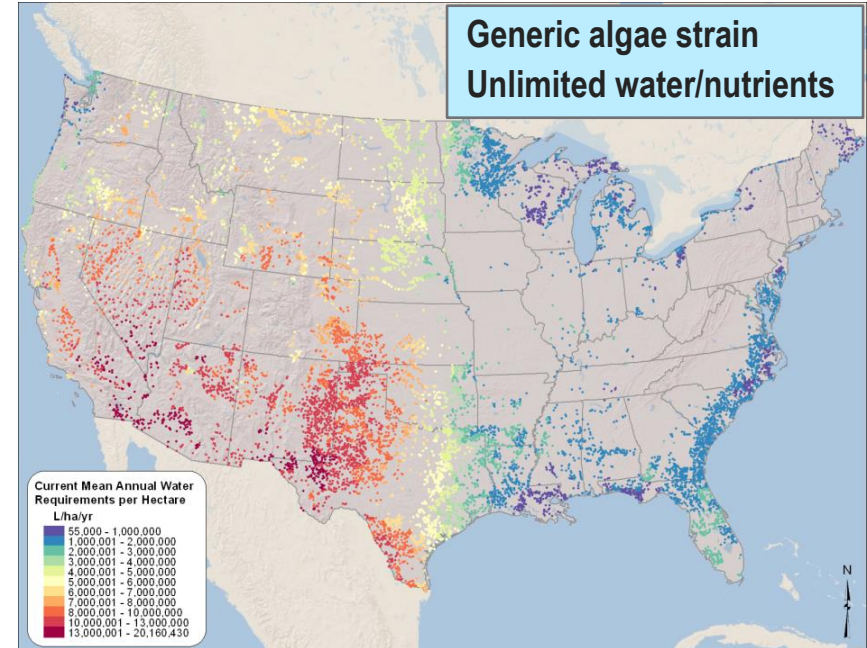 Generic algae strain
Unlimited water/nutrients
Current Mean Annual Water
Requirements per Hectare
L/ha/yr
55,000 - 1,000,000
1,000,001 - 2,000,000
2,000,001 - 3,000,000
3,000,001 - 4,000,000
4,000,001 - 5,000,000
5,000,001 - 6,000,000
6,000,001 - 7,000,000
7,000,001 - 8,000,000
8,000,001 - 10,000,000
10,000,001 - 13,000,000
13,000,001 - 20,160,430
N